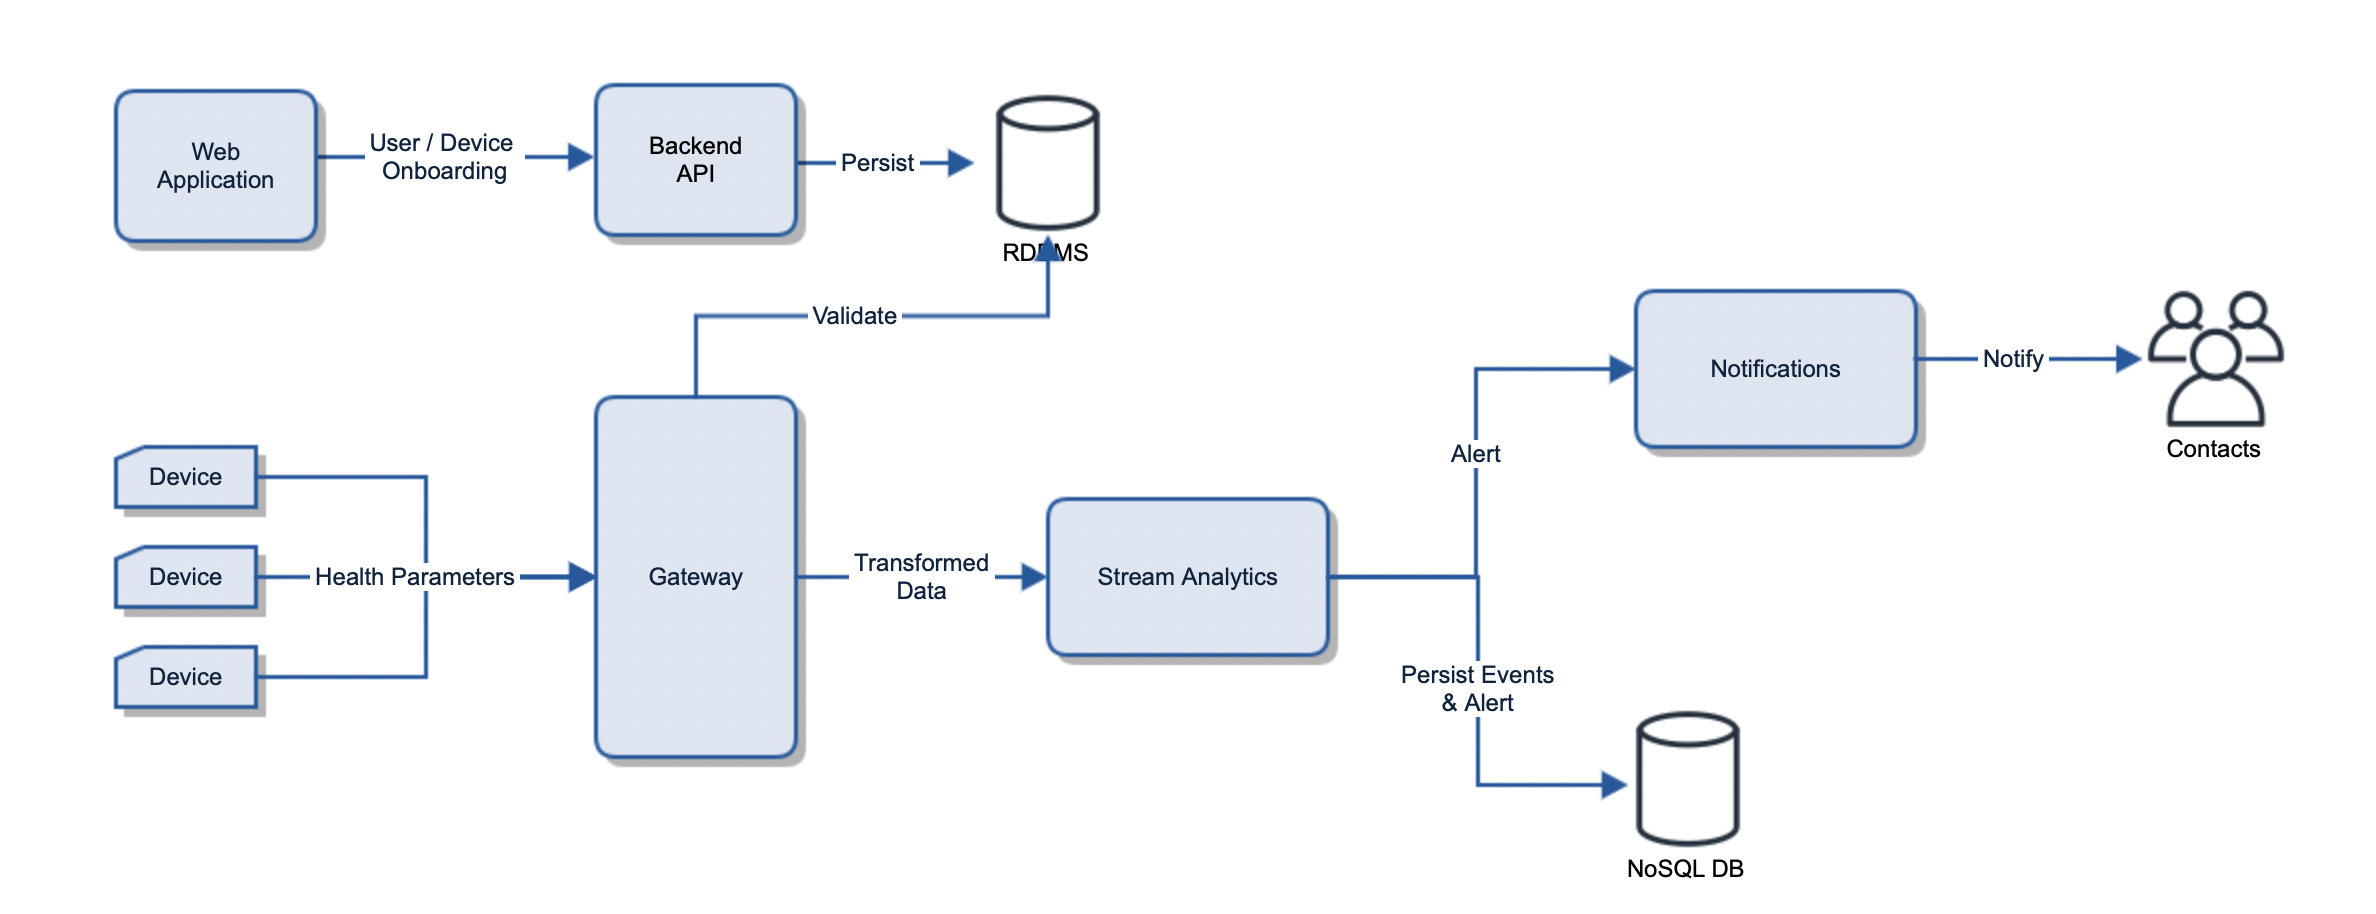 Web
Application
User / Device
Onboarding
Backend
API
Persist
RDBMS
Validate
Device
Device
Device
Health Parameters
Gateway
Transformed
Data
Stream Analytics
Alert
Notifications
Notify
Contacts
Persist Events
& Alert
NoSQL DB